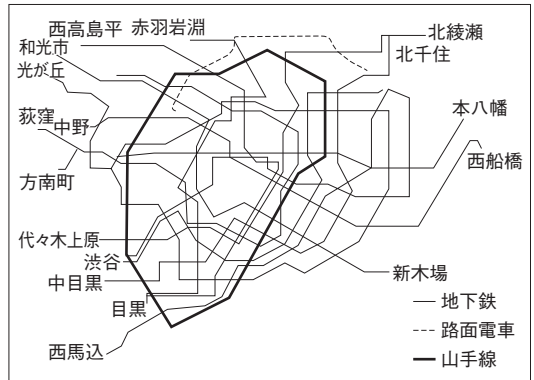 西高島平
赤羽岩淵
北綾瀬
和光市
北千住
光が丘
荻窪
中野
本八幡
西船橋
方南町
代々木上原
渋谷
新木場
中目黒
目黒
地下鉄
路面電車
西馬込
山手線